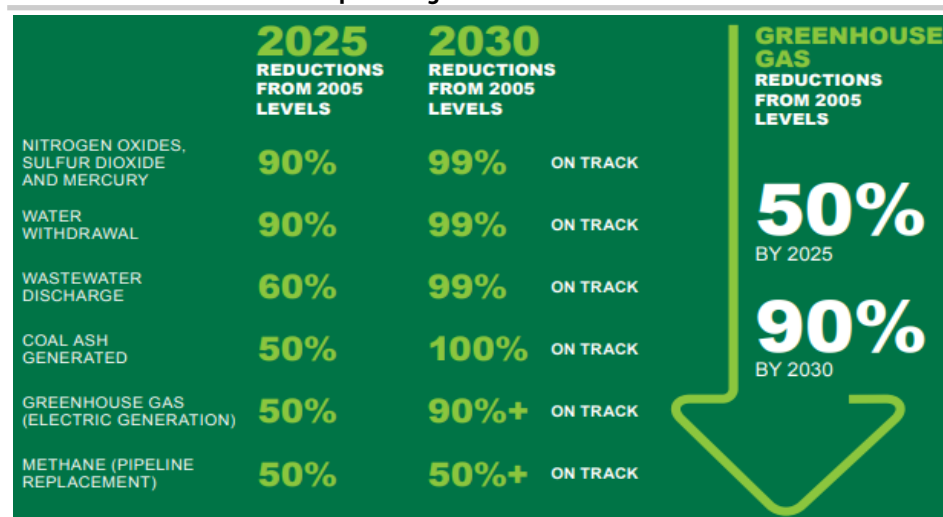 2025
REDUCTIONS
FROM 2005
LEVELS
2030
REDUCTIONS
FROM 2005
LEVELS
NITROGEN OXIDES,
SULFUR DIOXIDE
AND MERCURY
90%
99%
ON TRACK
WATER
WITHDRAWAL
90%
99%
ON TRACK
WASTEWATER
DISCHARGE
60%
99%
ON TRACK
COAL ASH
GENERATED
50%
100%
ON TRACK
GREENHOUSE GAS
(ELECTRIC GENERATION)
50%
90%+
ON TRACK
METHANE (PIPELINE
REPLACEMENT)
50%
50%+
ON TRACK
GREENHOUSE
GAS
REDUCTIONS
FROM 2005
LEVELS
50%
BY 2025
90%
BY 2030